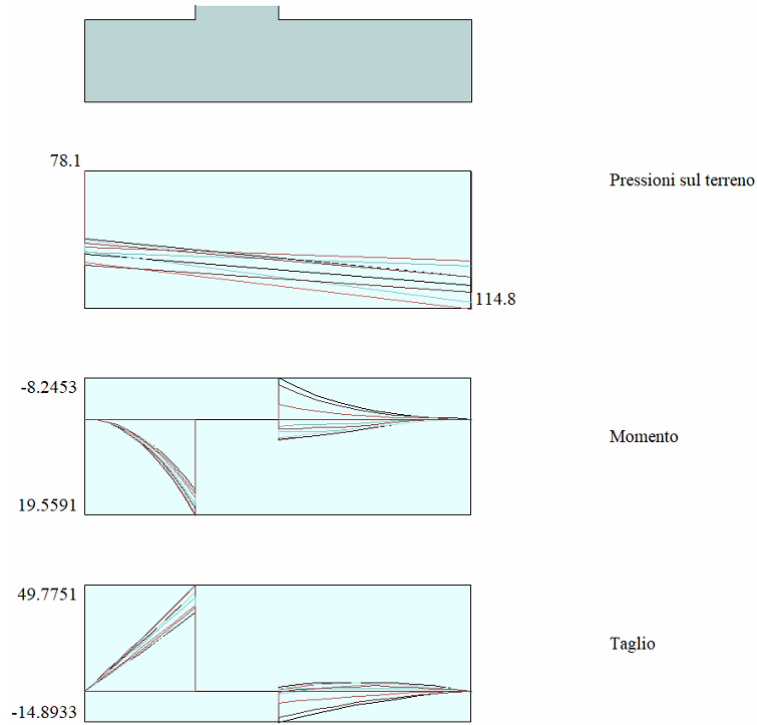 78.1
Pressioni sul terreno
114.8
-8.2453
Momento
19.5591
49.7751
Taglio
-14.8933